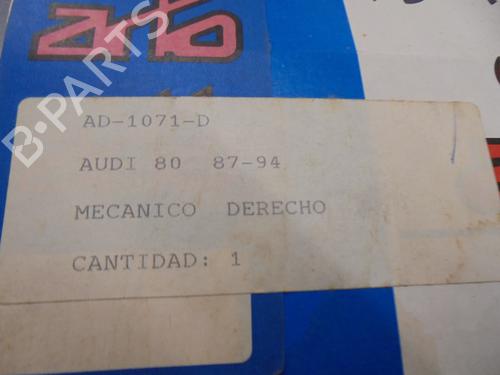 B-PARTS
AD-1071-D
AUDI 80 87-94
MECANICO DERECHO
CANTIDAD: 1